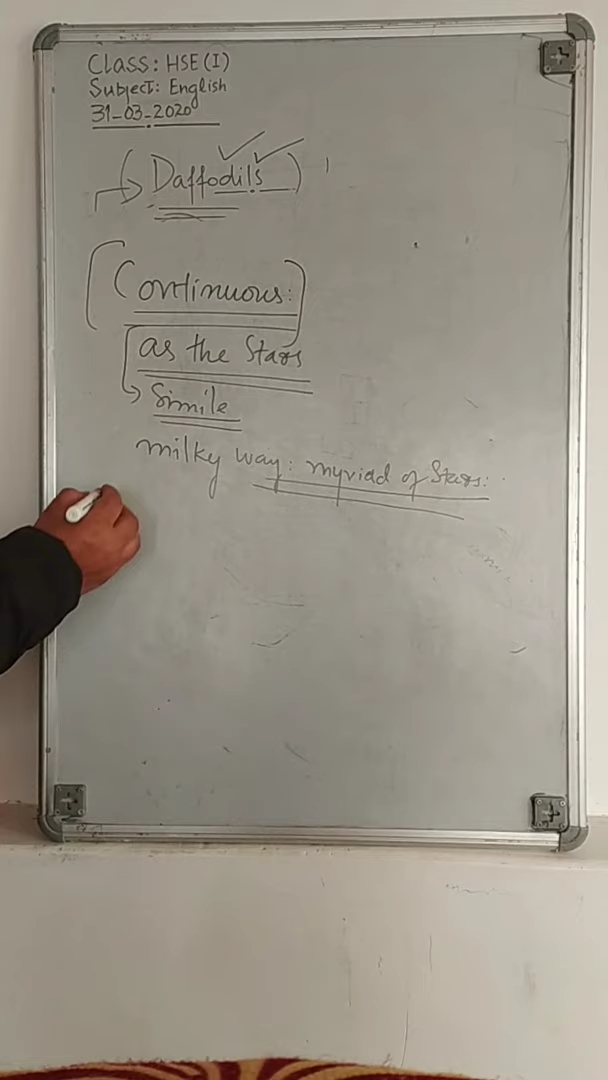 Class: HSE(I)
Subject: English
31-03-2020
Daffodils
Continuous:
as the Stars
Simile
milky way: myriad of Stars: